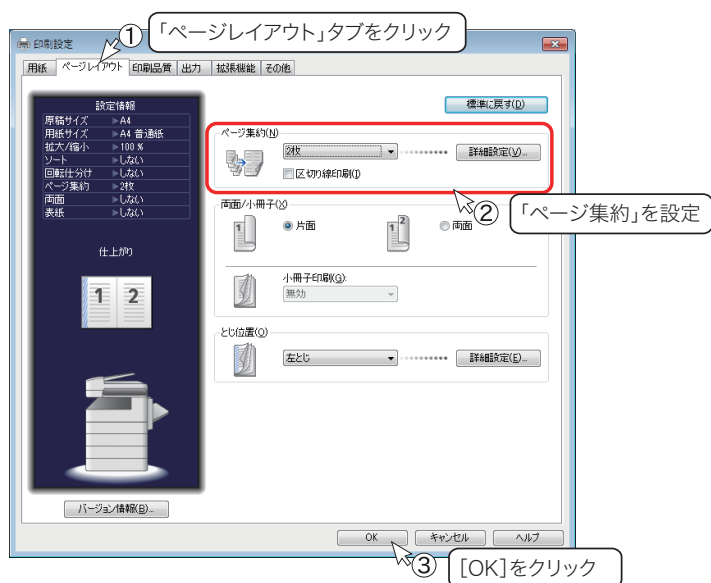 ① 「ページレイアウト」タブをクリック
印刷設定
用紙 ページレイアウト 印刷品質 出力 拡張機能 その他
設定情報
原稿サイズ ▶A4
用紙サイズ ▶A4 普通紙
拡大/縮小 ▶100 %
ソート ▶しない
回転仕分け ▶しない
ページ集約 ▶2枚
両面 ▶しない
表紙 ▶しない
仕上がり
1 2
バージョン情報(B)...
標準に戻す(D)
ページ集約(N)
2枚 詳細設定(V)...
区切り線印刷(I)
② 「ページ集約」を設定
両面/小冊子(X)
1 片面 1 2 両面
小冊子印刷(G):
無効
とじ位置(O)
左とじ 詳細設定(E)...
OK キャンセル ヘルプ
③ [OK]をクリック